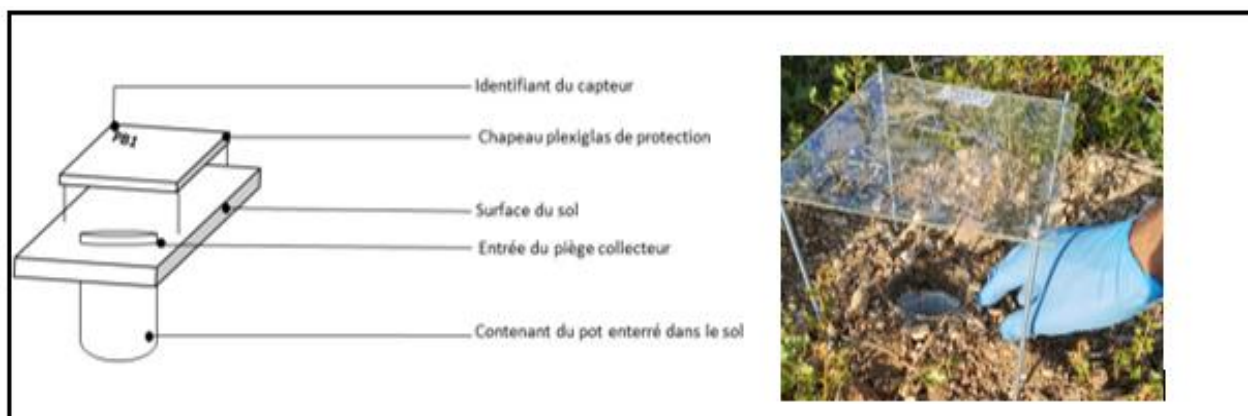 Identifiant du capteur
PB1
Chapeau plexiglas de protection
Surface du sol
Entrée du piège collecteur
Contenant du pot enterré dans le sol